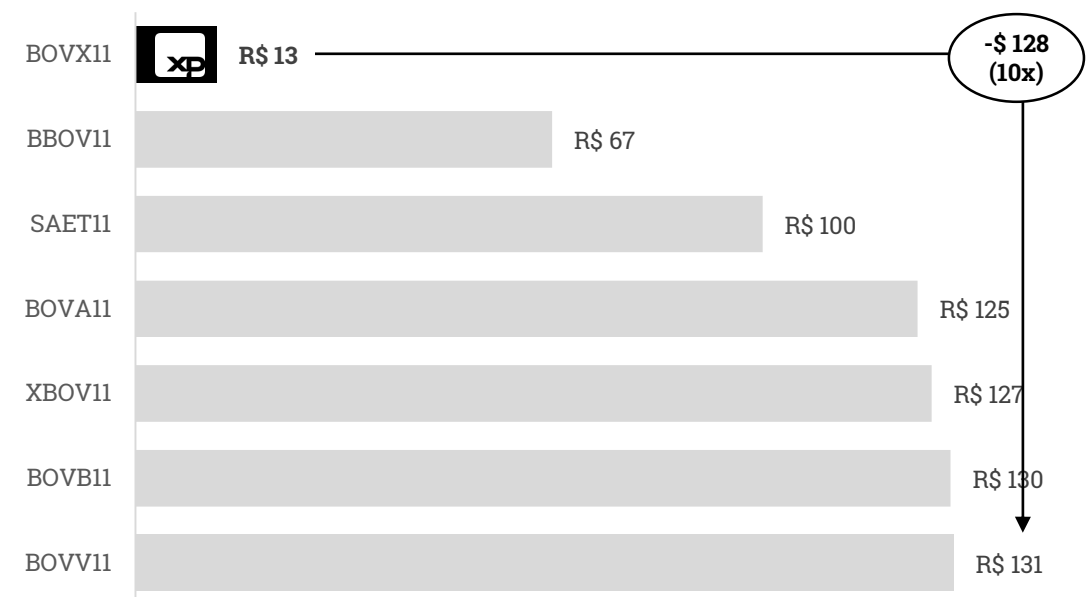 BOVX11 xp R$ 13 -$ 128
(10x)
BBOV11 R$ 67
SAET11 R$ 100
BOVA11 R$ 125
XBOV11 R$ 127
BOVB11 R$ 130
BOVV11 R$ 131